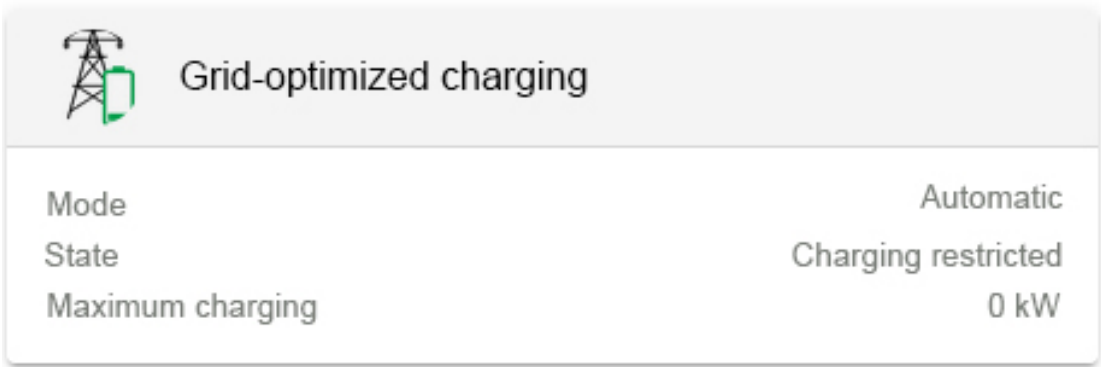 Grid-optimized charging
Mode Automatic
State Charging restricted
Maximum charging 0 kW